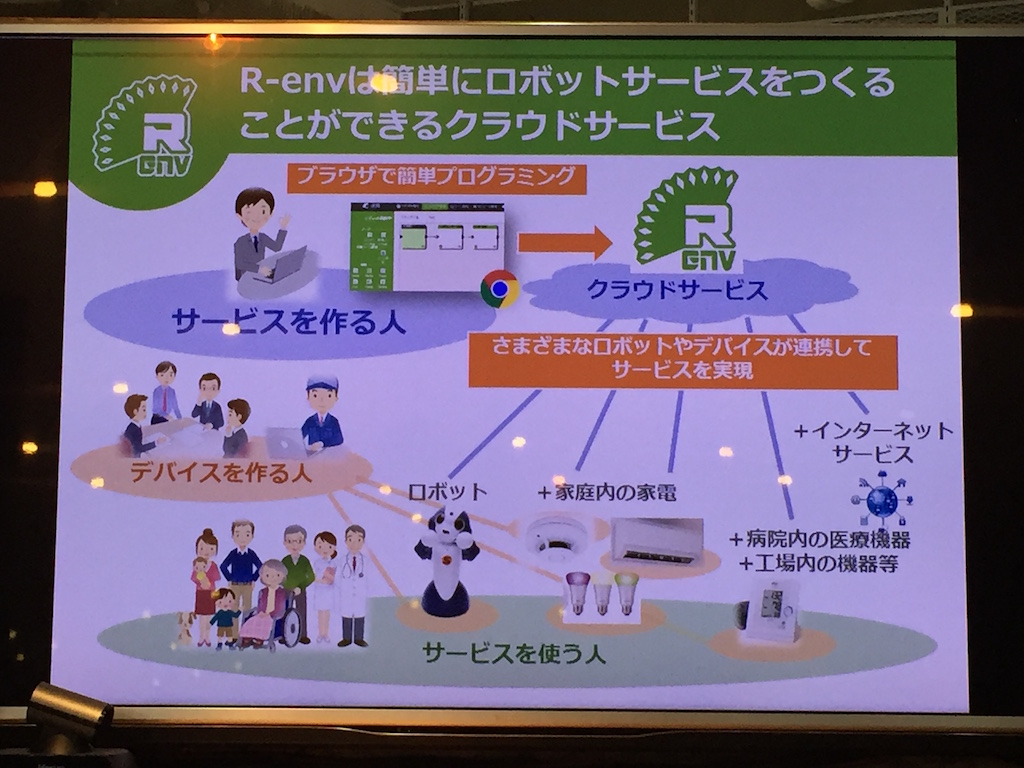 R-envは簡単にロボットサービスをつくる
ことができるクラウドサービス
R
env
ブラウザで簡単プログラミング
R
env
クラウドサービス
サービスを作る人
さまざまなロボットやデバイスが連携して
サービスを実現
+インターネット
サービス
デバイスを作る人
ロボット
+家庭内の家電
+病院内の医療機器
+工場内の機器等
サービスを使う人